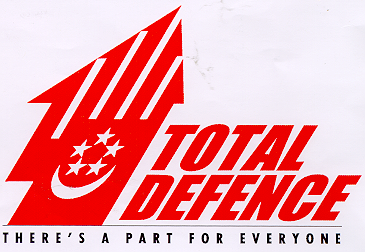 TOTAL
DEFENCE
THERE'S A PART FOR EVERYONE